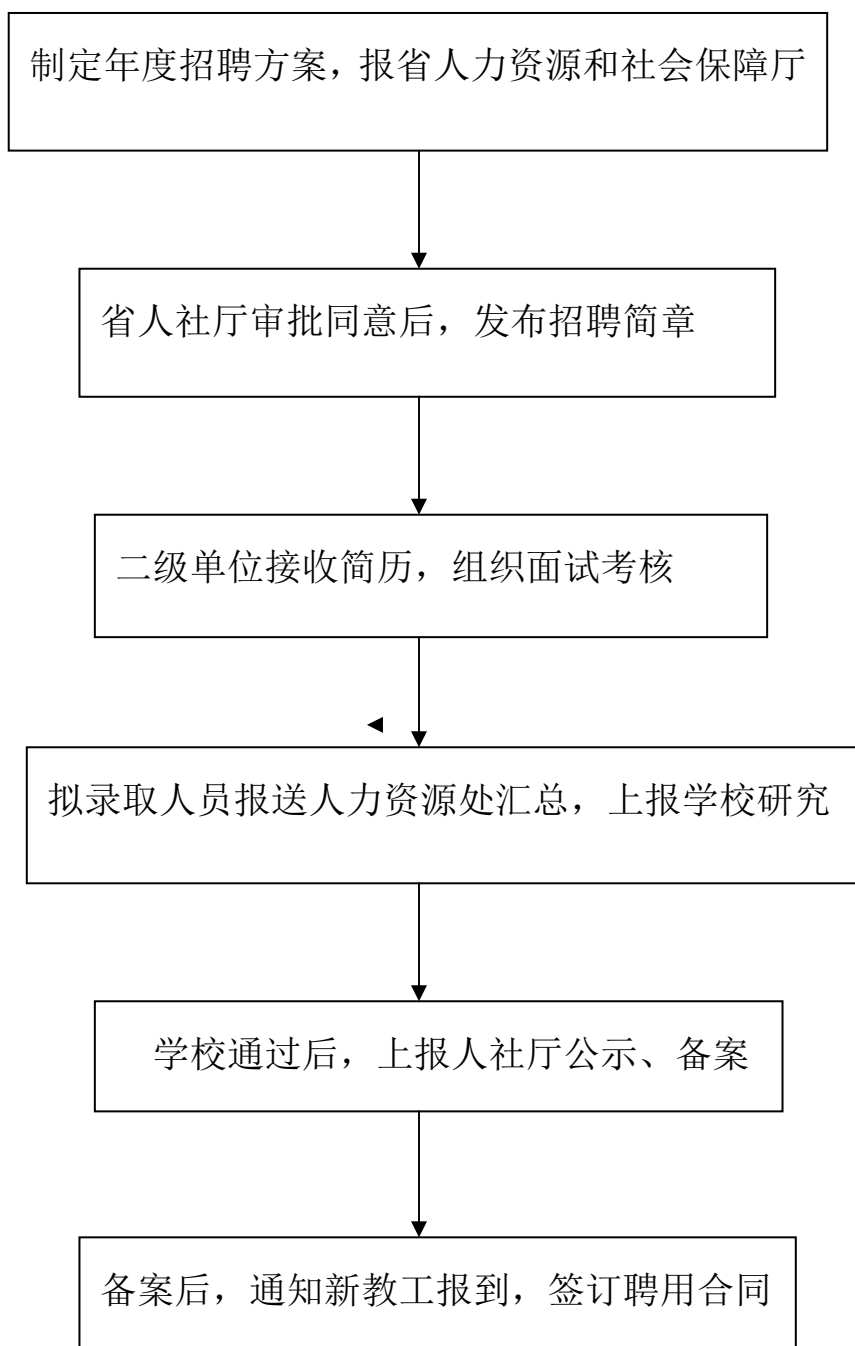 制定年度招聘方案，报省人力资源和社会保障厅
省人社厅审批同意后，发布招聘简章
二级单位接收简历，组织面试考核
拟录取人员报送人力资源处汇总，上报学校研究
学校通过后，上报人社厅公示、备案
备案后，通知新教工报到，签订聘用合同